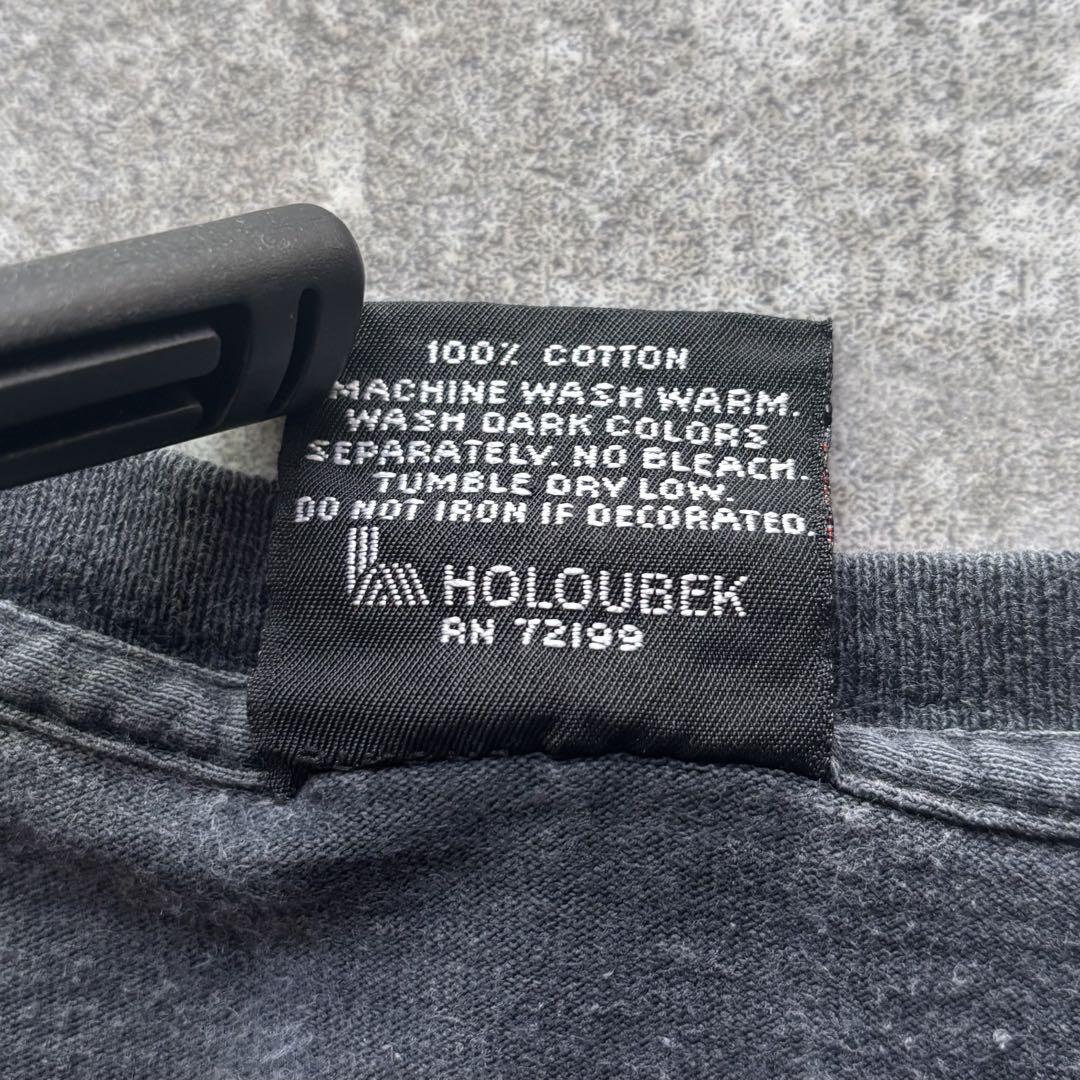 100% COTTON
MACHINE WASH WARM.
WASH DARK COLORS
SEPARATELY. NO BLEACH.
TUMBLE DRY LOW.
DO NOT IRON IF DECORATED.
HOLOUBEK
RN 72199